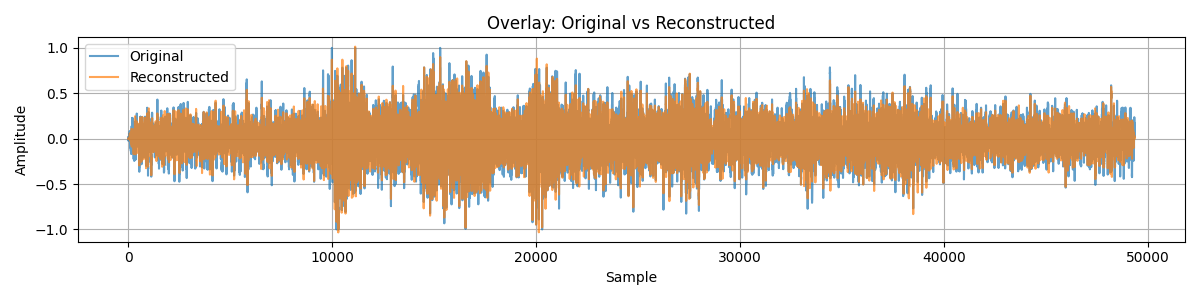 Overlay: Original vs Reconstructed
Original
Reconstructed
Amplitude
1.0
0.5
0.0
−0.5
−1.0
0 10000 20000 30000 40000 50000
Sample